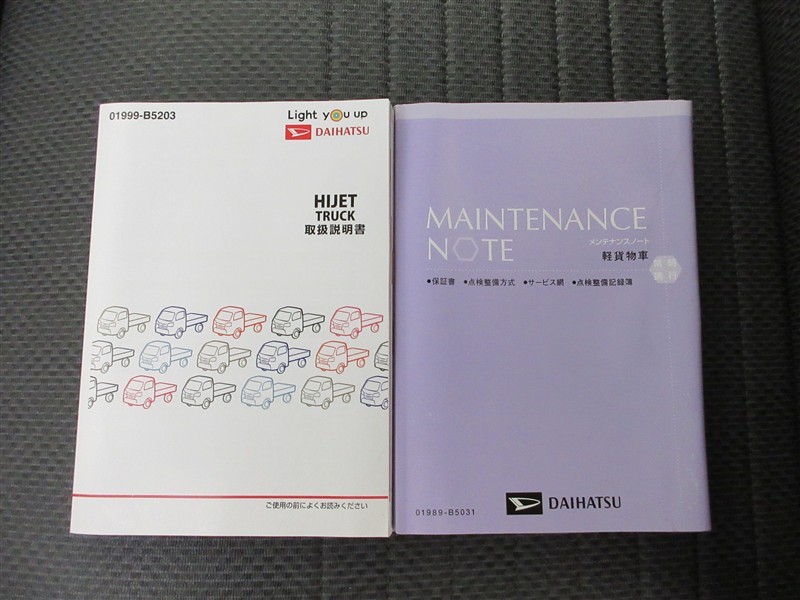 01999-B5203
Light you up
DAIHATSU
HIJET
TRUCK
取扱説明書
ご使用の前によくお読みください
MAINTENANCE
NOTE
メンテナンスノート
軽貨物車
●保証書 ●点検整備方式 ●サービス網 ●点検整備記録簿
01989-B5031
DAIHATSU